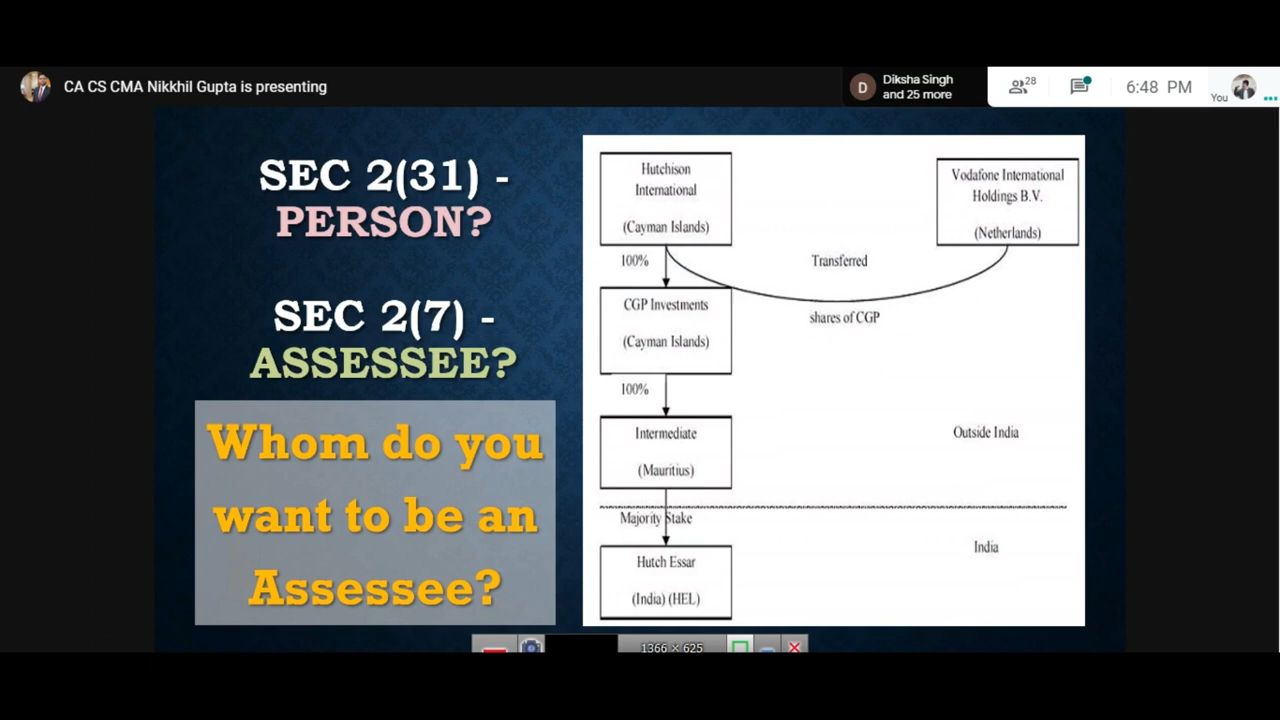 CA CS CMA Nikkhil Gupta is presenting
D
Diksha Singh
and 25 more
28
6:48 PM
You
SEC 2(31) -
PERSON?
SEC 2(7) -
ASSESSEE?
Whom do you
want to be an
Assessee?
Hutchison
International
(Cayman Islands)
Vodafone International
Holdings B.V.
(Netherlands)
100%
Transferred
shares of CGP
CGP Investments
(Cayman Islands)
100%
Intermediate
(Mauritius)
Outside India
Majority Stake
India
Hutch Essar
(India) (HEL)
1366 × 625